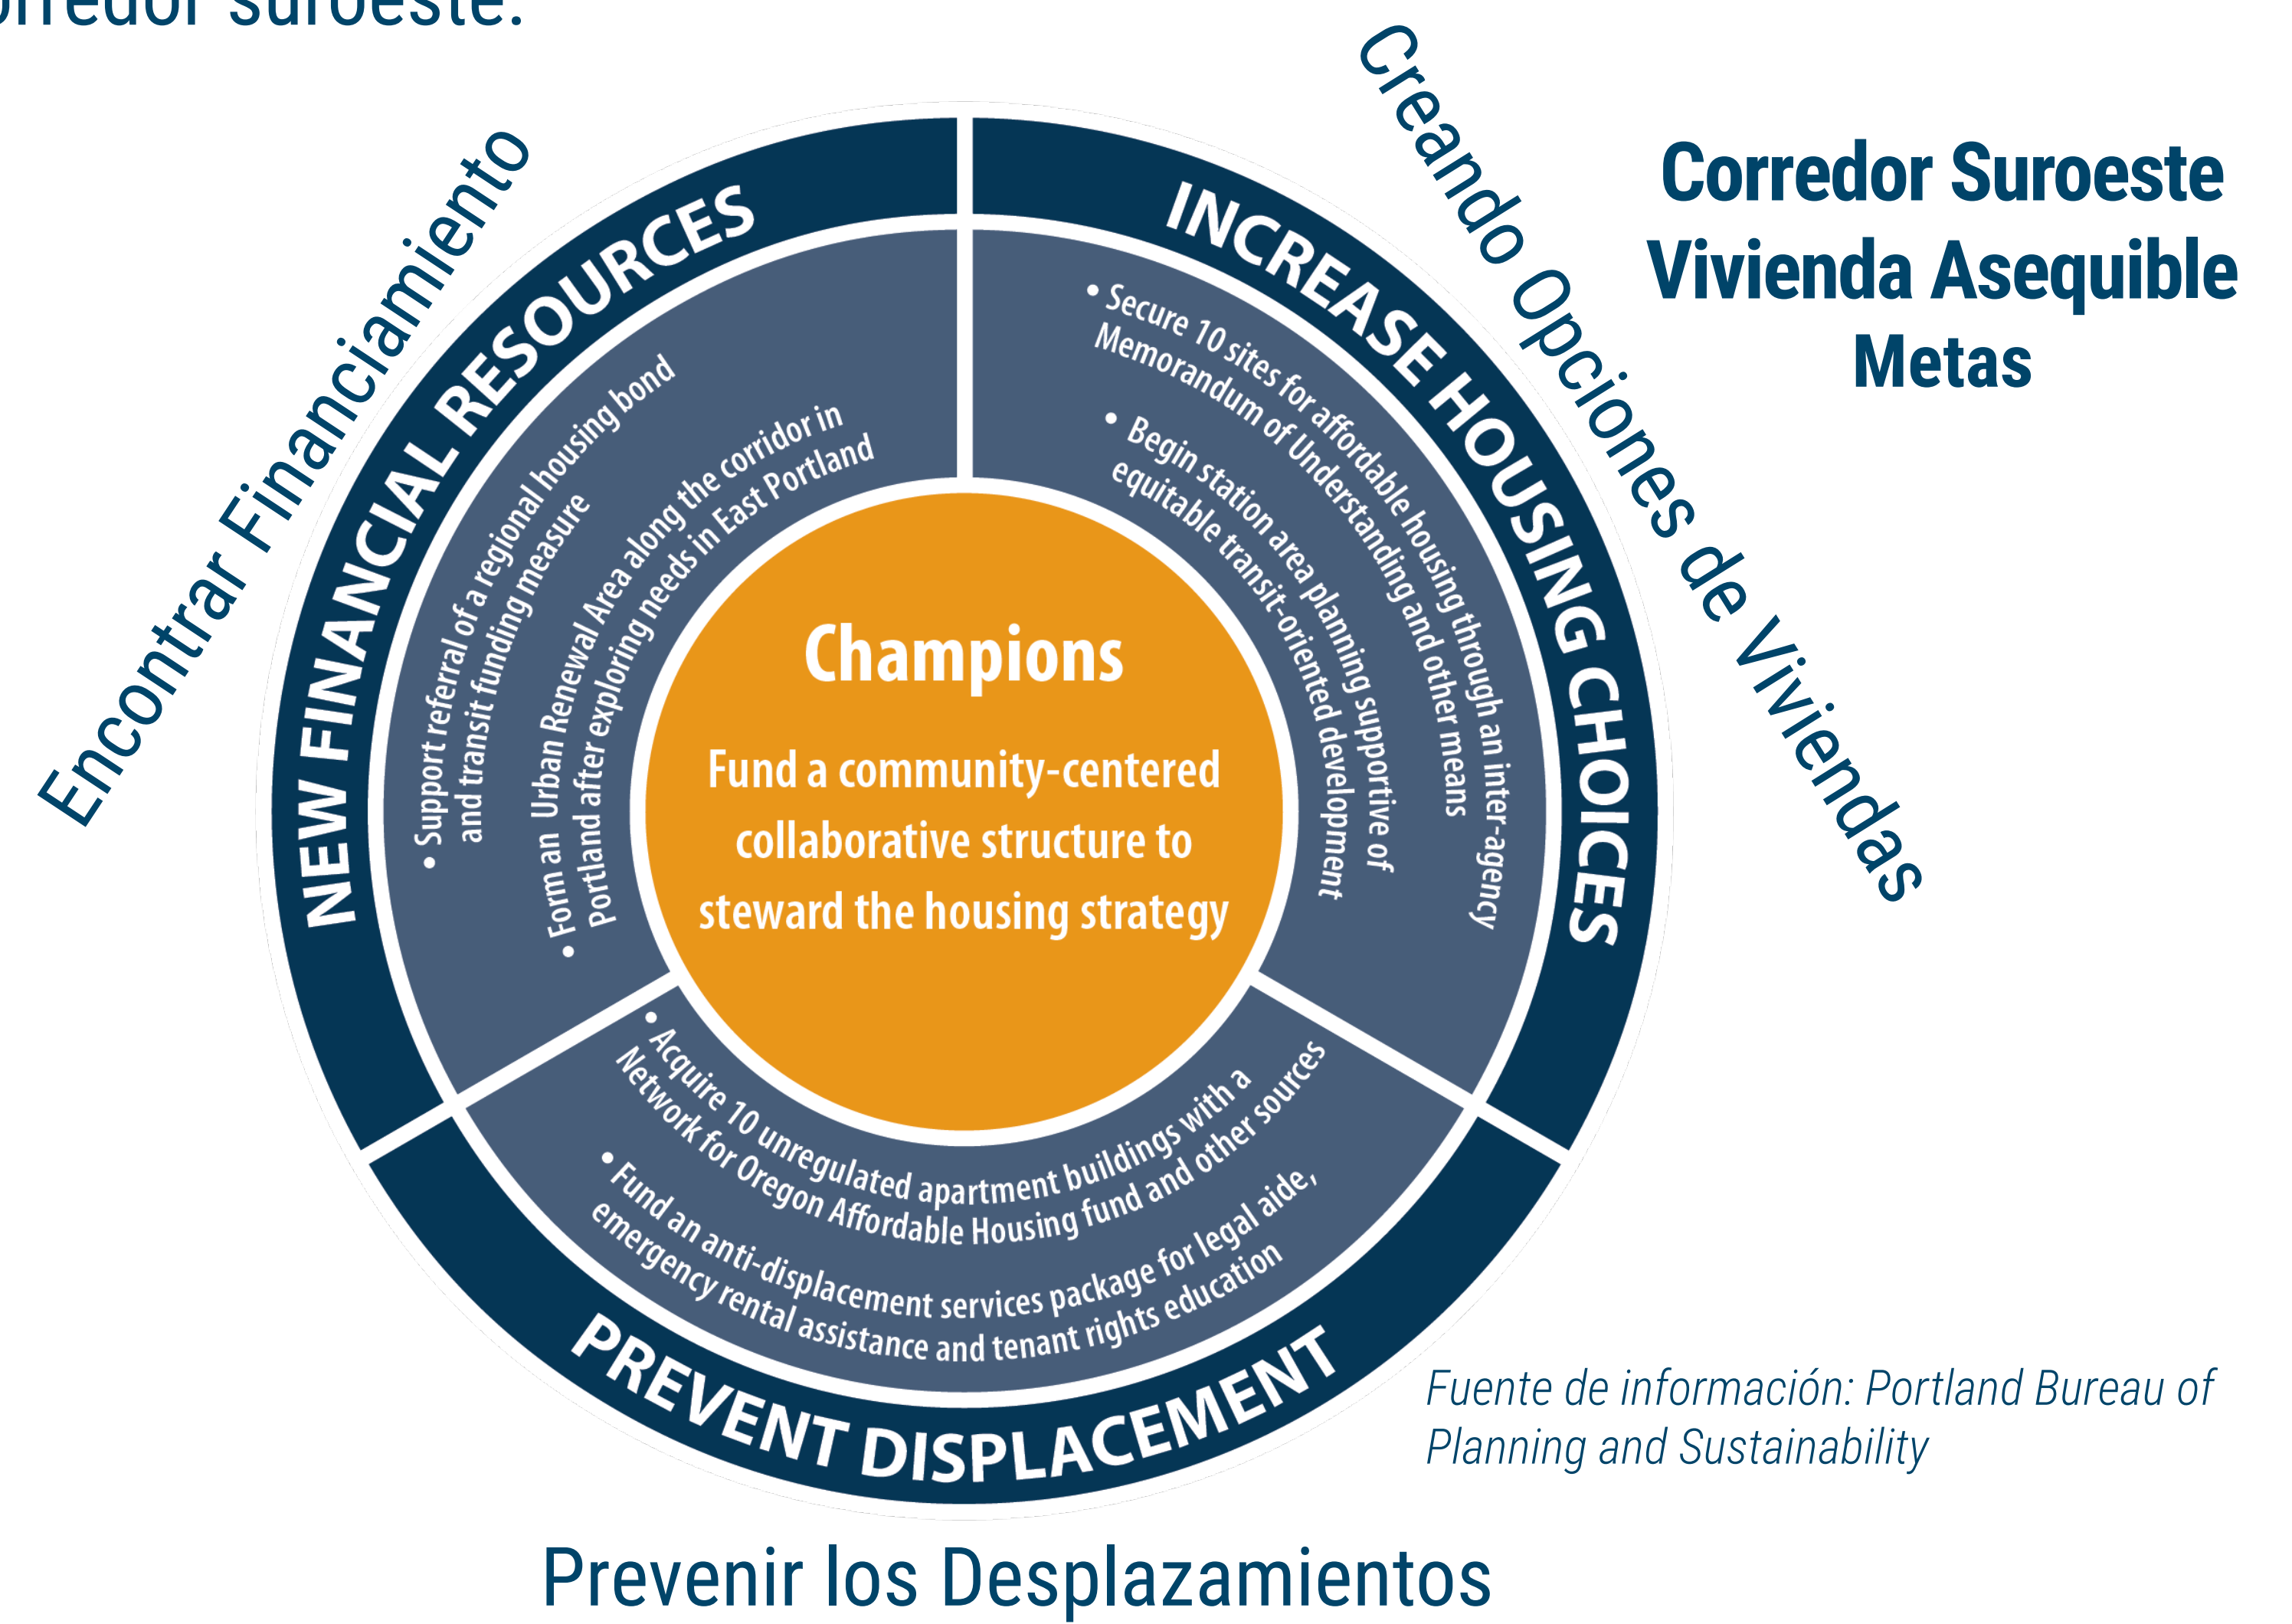 orredor suroeste.
Corredor Suroeste
Vivienda Asequible
Metas
Encontrar Financiamiento
NEW FINANCIAL RESOURCES
• Support referral of a regional housing bond
and transit funding measure
• Form an Urban Renewal Area along the corridor in
Portland after exploring needs in East Portland
Creando Opciones de Viviendas
INCREASE HOUSING CHOICES
• Secure 10 sites for affordable housing through an inter-agency
Memorandum of Understanding and other means
• Begin station area planning supportive of
equitable transit-oriented development
Champions
Fund a community-centered
collaborative structure to
steward the housing strategy
• Acquire 10 unregulated apartment buildings with a
Network for Oregon Affordable Housing fund and other sources
• Fund an anti-displacement services package for legal aide,
emergency rental assistance and tenant rights education
PREVENT DISPLACEMENT
Prevenir los Desplazamientos
Fuente de información: Portland Bureau of
Planning and Sustainability